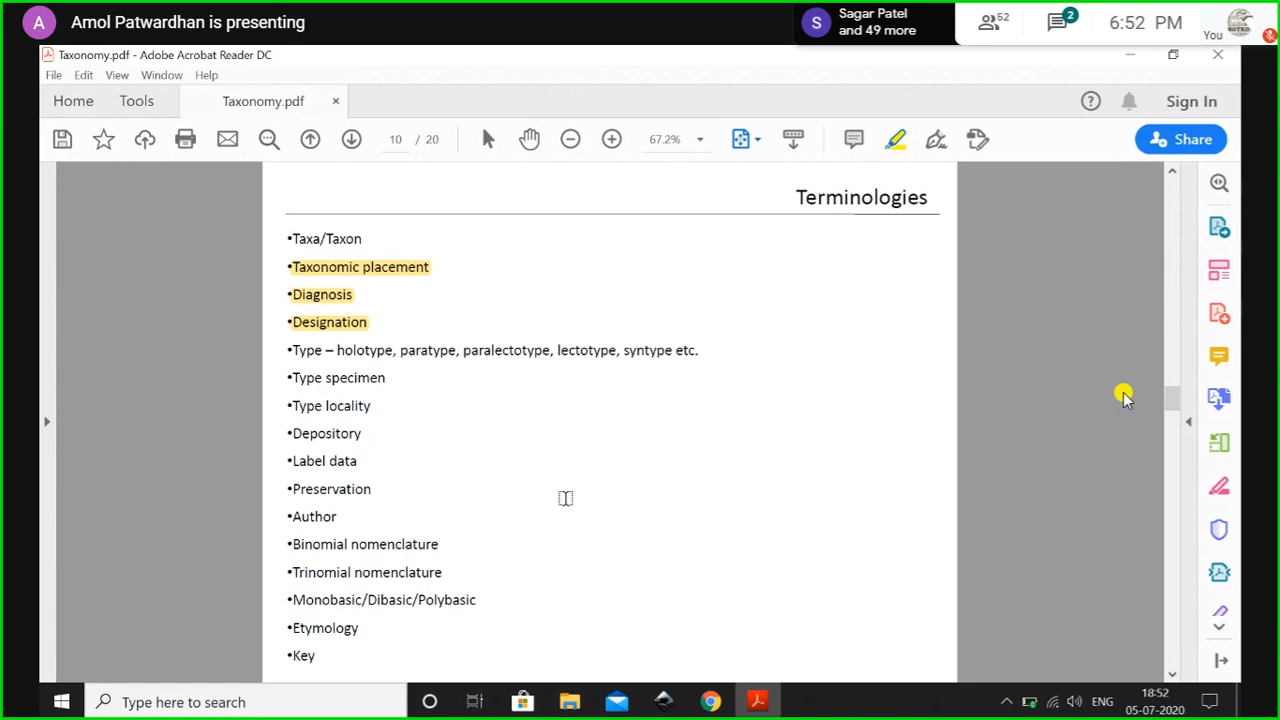 A Amol Patwardhan is presenting
S Sagar Patel
and 49 more
52
2
6:52 PM
You
Taxonomy.pdf - Adobe Acrobat Reader DC
File Edit View Window Help
Home Tools Taxonomy.pdf × ? Sign In
10 / 20 67.2% Share
Terminologies
•Taxa/Taxon
•Taxonomic placement
•Diagnosis
•Designation
•Type – holotype, paratype, paralectotype, lectotype, syntype etc.
•Type specimen
•Type locality
•Depository
•Label data
•Preservation
•Author
•Binomial nomenclature
•Trinomial nomenclature
•Monobasic/Dibasic/Polybasic
•Etymology
•Key
Type here to search
ENG
18:52
05-07-2020